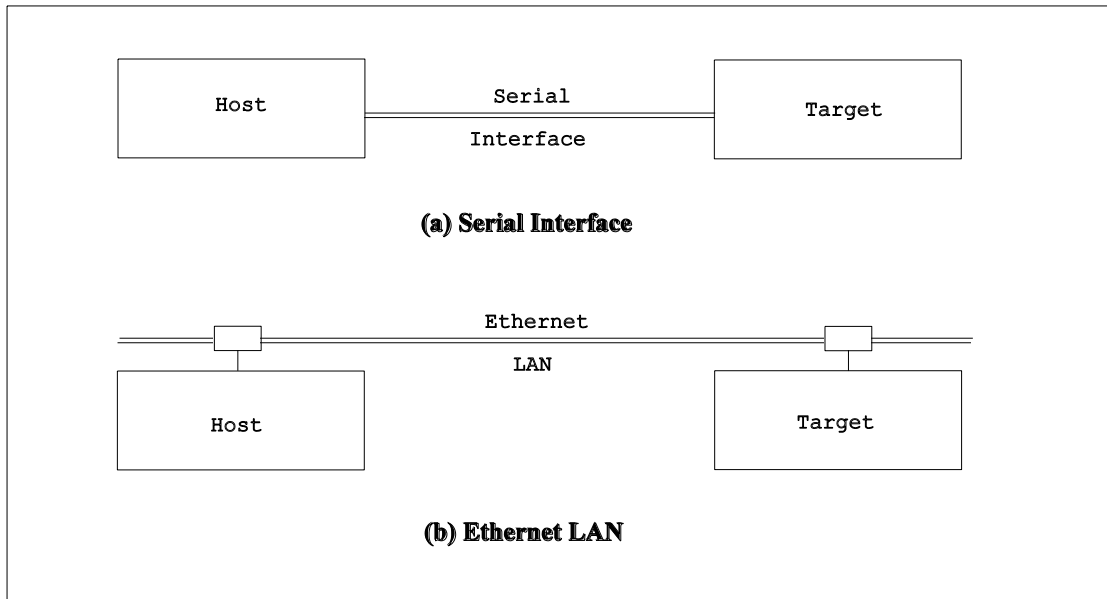 Host
Serial
Interface
Target
(a) Serial Interface
Ethernet
LAN
Host
Target
(b) Ethernet LAN